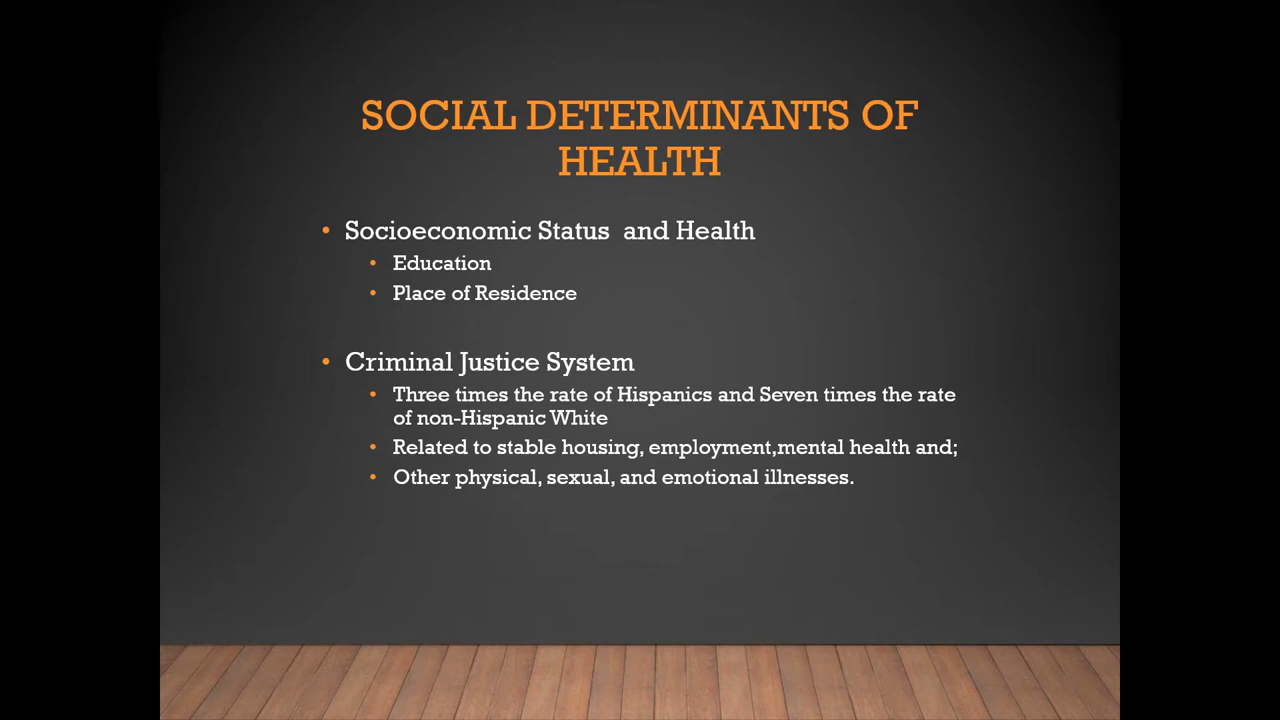 SOCIAL DETERMINANTS OF
HEALTH
• Socioeconomic Status  and Health
• Education
• Place of Residence
• Criminal Justice System
• Three times the rate of Hispanics and Seven times the rate
of non-Hispanic White
• Related to stable housing, employment,mental health and;
• Other physical, sexual, and emotional illnesses.